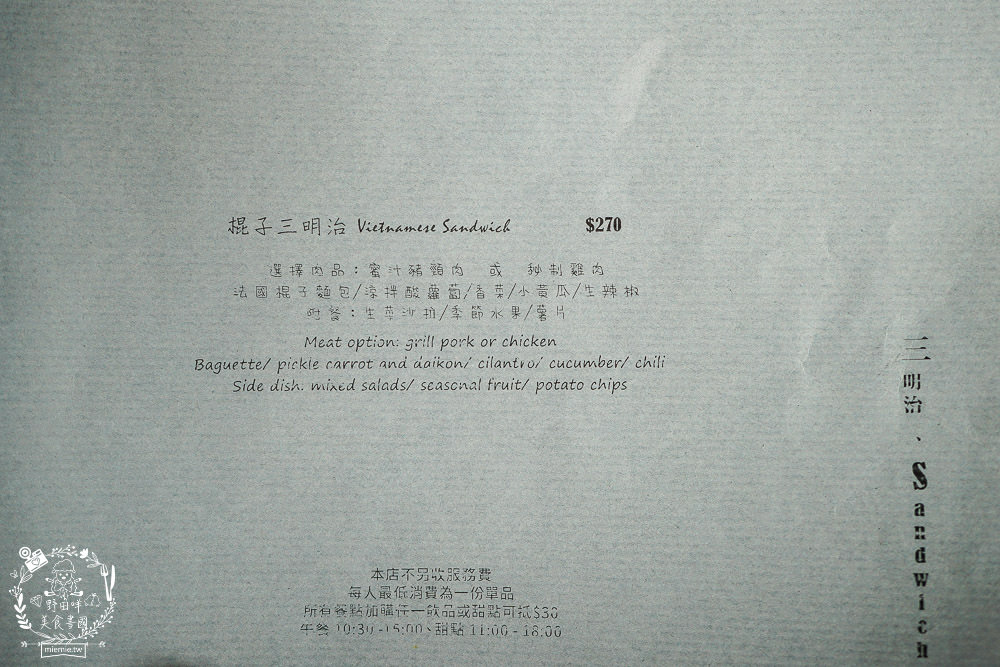 棍子三明治 Vietnamese Sandwich $270
選擇肉品:蜜汁豬頸肉 或 秘制雞肉
法國棍子麵包/涼拌酸蘿蔔/香菜/小黃瓜/生辣椒
附餐:生菜沙拉/季節水果/薯片
Meat option: grill pork or chicken
Baguette/ pickle carrot and daikon/ cilantro/ cucumber/ chili
Side dish: mixed salads/ seasonal fruit/ potato chips
三明治、Sandwich
本店不另收服務費
每人最低消費為一份單品
所有餐點加購任一飲品或甜點可抵$30
午餐 10:30 -15:00、甜點 11:00 - 18:00
野田咩
美食書國
miemie.tw